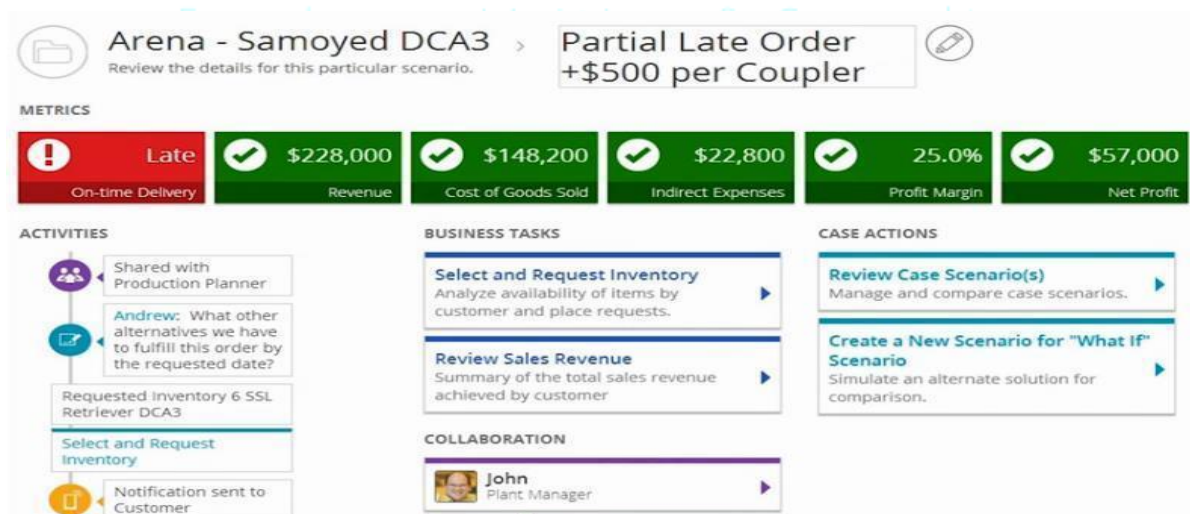 Arena - Samoyed DCA3 > Partial Late Order
+$500 per Coupler
Review the details for this particular scenario.
METRICS
Late
On-time Delivery
$228,000
Revenue
$148,200
Cost of Goods Sold
$22,800
Indirect Expenses
25.0%
Profit Margin
$57,000
Net Profit
ACTIVITIES
Shared with
Production Planner
Andrew: What other
alternatives we have
to fulfill this order by
the requested date?
Requested Inventory 6 SSL
Retriever DCA3
Select and Request
Inventory
Notification sent to
Customer
BUSINESS TASKS
Select and Request Inventory
Analyze availability of items by
customer and place requests.
Review Sales Revenue
Summary of the total sales revenue
achieved by customer
COLLABORATION
John
Plant Manager
CASE ACTIONS
Review Case Scenario(s)
Manage and compare case scenarios.
Create a New Scenario for "What If"
Scenario
Simulate an alternate solution for
comparison.